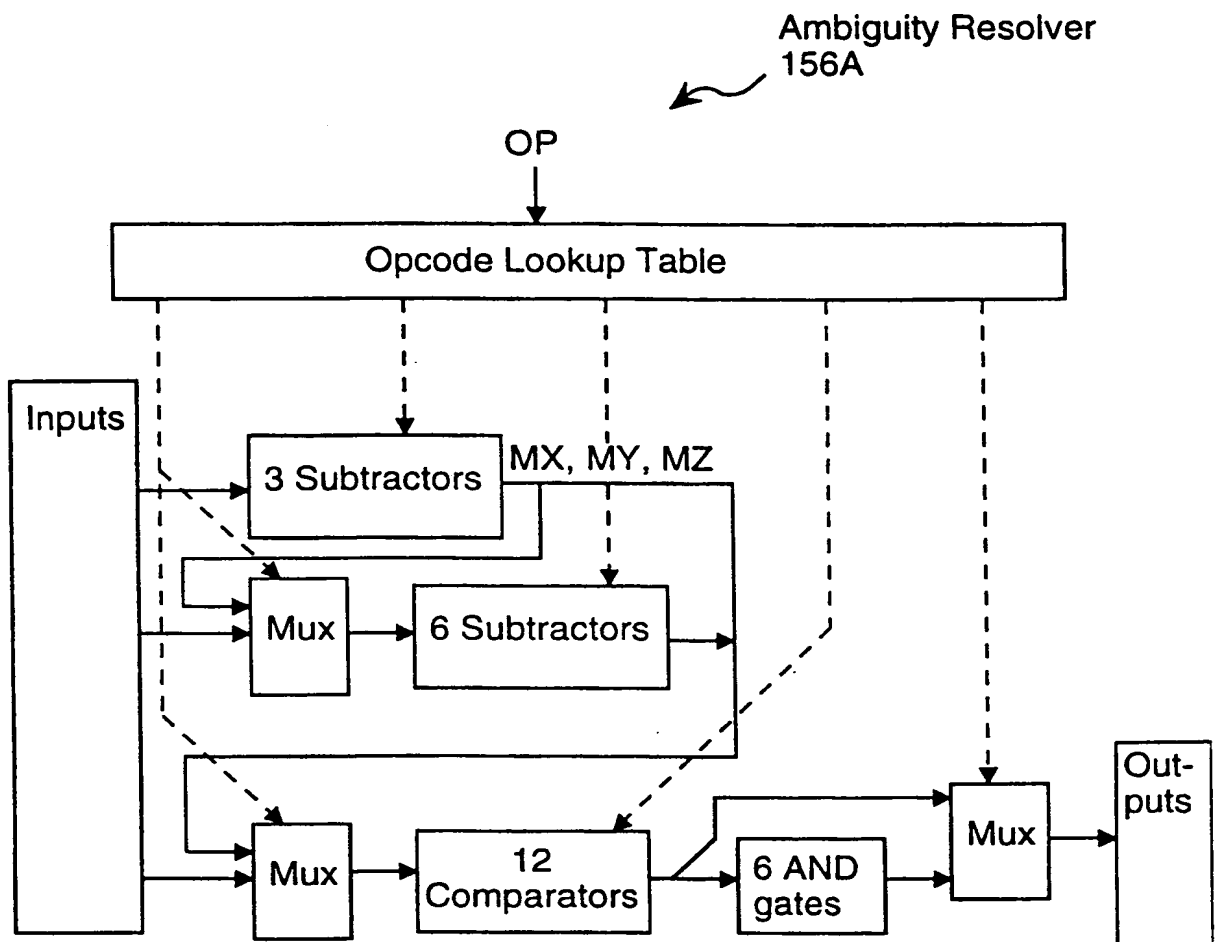 Ambiguity Resolver
156A
OP
Opcode Lookup Table
Inputs
3 Subtractors
MX, MY, MZ
Mux
6 Subtractors
Mux
12
Comparators
6 AND
gates
Mux
Out-
puts